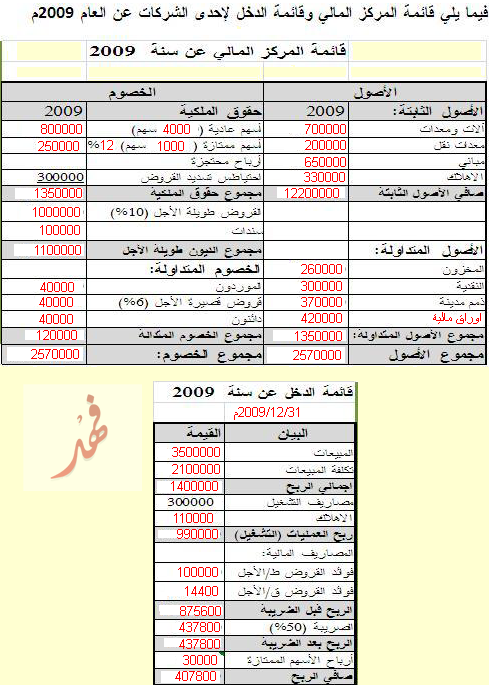 فيما يلي قائمة المركز المالي وقائمة الدخل لإحدى الشركات عن العام 2009م
قائمة المركز المالي عن سنة 2009
الأصول الخصوم
الأصول الثابتة: 2009 حقوق الملكية 2009
آلات ومعدات 700000 أسهم عادية ( 4000 سهم) 800000
معدات نقل 200000 أسهم ممتازة ( 1000 سهم) 12% 250000
مباني 650000 أرباح محتجزة
الاهلاك 330000 احتياطس تسديد القروض 300000
صافي الأصول الثابتة 12200000 مجموع حقوق الملكية 1350000
القروض طويلة الأجل (10%) 1000000
سندات 100000
الأصول المتداولة: مجموع الديون طويلة الأجل 1100000
المخزون 260000 الخصوم المتداولة:
النقدية 300000 الموردون 40000
ذمم مدينة 370000 قروض قصيرة الأجل (6%) 40000
اوراق مالية 420000 دائنون 40000
مجموع الأصول المتداولة: 1350000 مجموع الخصوم المتدالة 120000
مجموع الأصول 2570000 مجموع الخصوم: 2570000
قائمة الدخل عن سنة 2009
2009/12/31م
البيان القيمة
المبيعات 3500000
تكلفة المبيعات 2100000
اجمالي الربح 1400000
مصاريف التشغيل 300000
الاهلاك 110000
ربح العمليات (التشغيل) 990000
المصاريف المالية:
فوائد القروض ط/الأجل 100000
فوائد القروض ق/الأجل 14400
الربح قبل الضريبة 875600
الضريبة (50%) 437800
الربح بعد الضريبة 437800
أرباح الأسهم الممتازة 30000
صافي الربح 407800
فهد